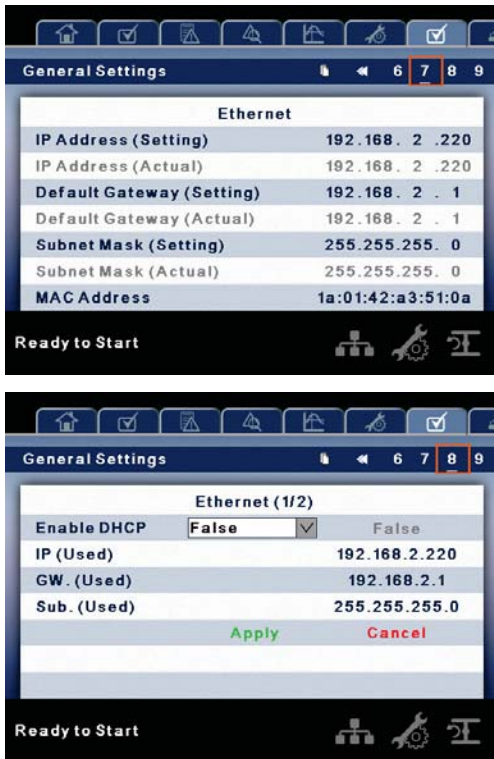 General Settings 6 7 8 9
Ethernet
IP Address (Setting) 192.168. 2 .220
IP Address (Actual) 192.168. 2 .220
Default Gateway (Setting) 192.168. 2 . 1
Default Gateway (Actual) 192.168. 2 . 1
Subnet Mask (Setting) 255.255.255. 0
Subnet Mask (Actual) 255.255.255. 0
MAC Address 1a:01:42:a3:51:0a
Ready to Start
General Settings 6 7 8 9
Ethernet (1/2)
Enable DHCP False False
IP (Used) 192.168.2.220
GW. (Used) 192.168.2.1
Sub. (Used) 255.255.255.0
Apply Cancel
Ready to Start